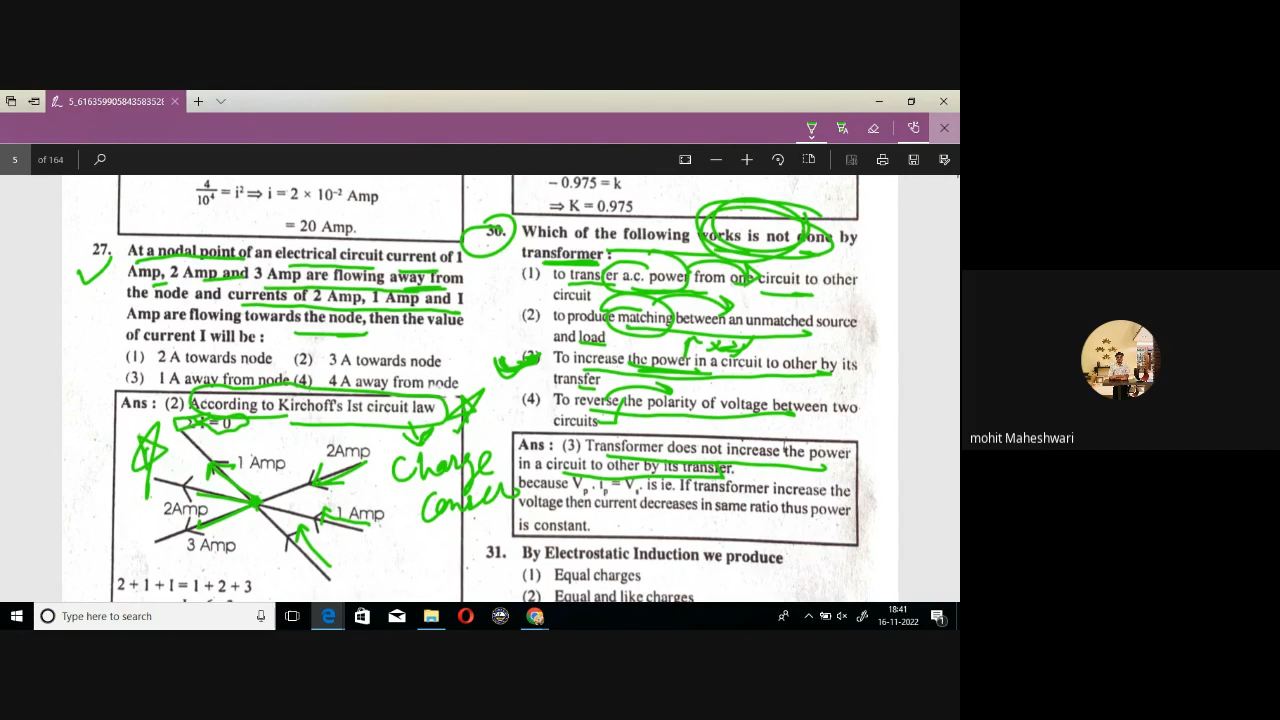 5_616359905843583528
5 of 164
4/10⁴ = i² ⇒ i = 2 × 10⁻² Amp
= 20 Amp.
27. At a nodal point of an electrical circuit current of 1
Amp, 2 Amp and 3 Amp are flowing away from
the node and currents of 2 Amp, 1 Amp and I
Amp are flowing towards the node, then the value
of current I will be :
(1) 2 A towards node (2) 3 A towards node
(3) 1 A away from node (4) 4 A away from node
Ans : (2) According to Kirchoff's Ist circuit law
= 0
1 Amp
2Amp
2Amp
1 Amp
3 Amp
charge
2 + 1 + I = 1 + 2 + 3
− 0.975 = k
⇒ K = 0.975
30. Which of the following works is not done by
transformer :
(1) to transfer a.c. power from one circuit to other
circuit
(2) to produce matching between an unmatched source
and load
(3) To increase the power in a circuit to other by its
transfer
(4) To reverse the polarity of voltage between two
circuits
Ans : (3) Transformer does not increase the power
in a circuit to other by its transfer.
because Vₚ . Iₚ = Vₛ . is ie. If transformer increase the
voltage then current decreases in same ratio thus power
is constant.
31. By Electrostatic Induction we produce
(1) Equal charges
(2) Equal and like charges
mohit Maheshwari
Type here to search
18:41
16-11-2022
1